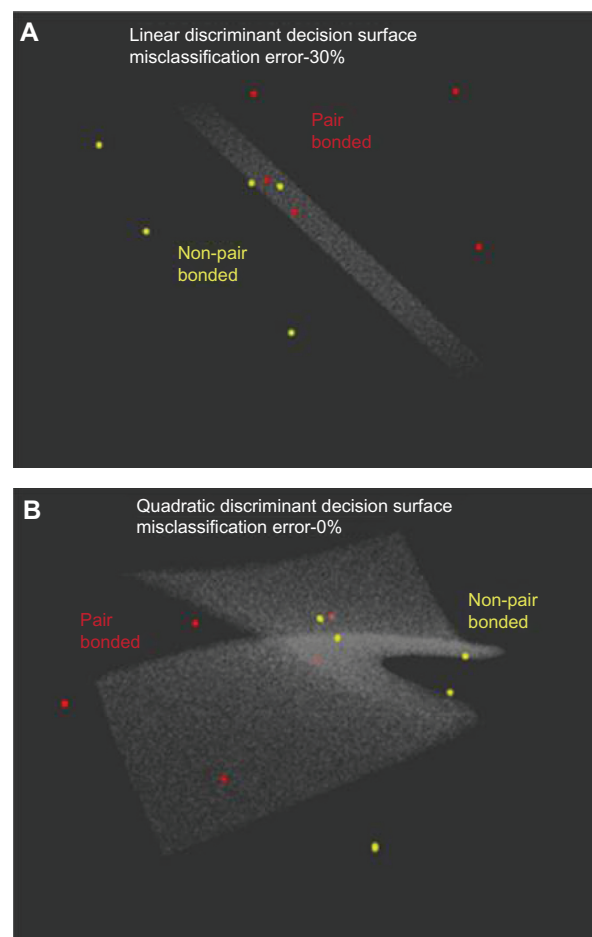 A
Linear discriminant decision surface
misclassification error-30%
Pair
bonded
Non-pair
bonded
B
Quadratic discriminant decision surface
misclassification error-0%
Non-pair
bonded
Pair
bonded